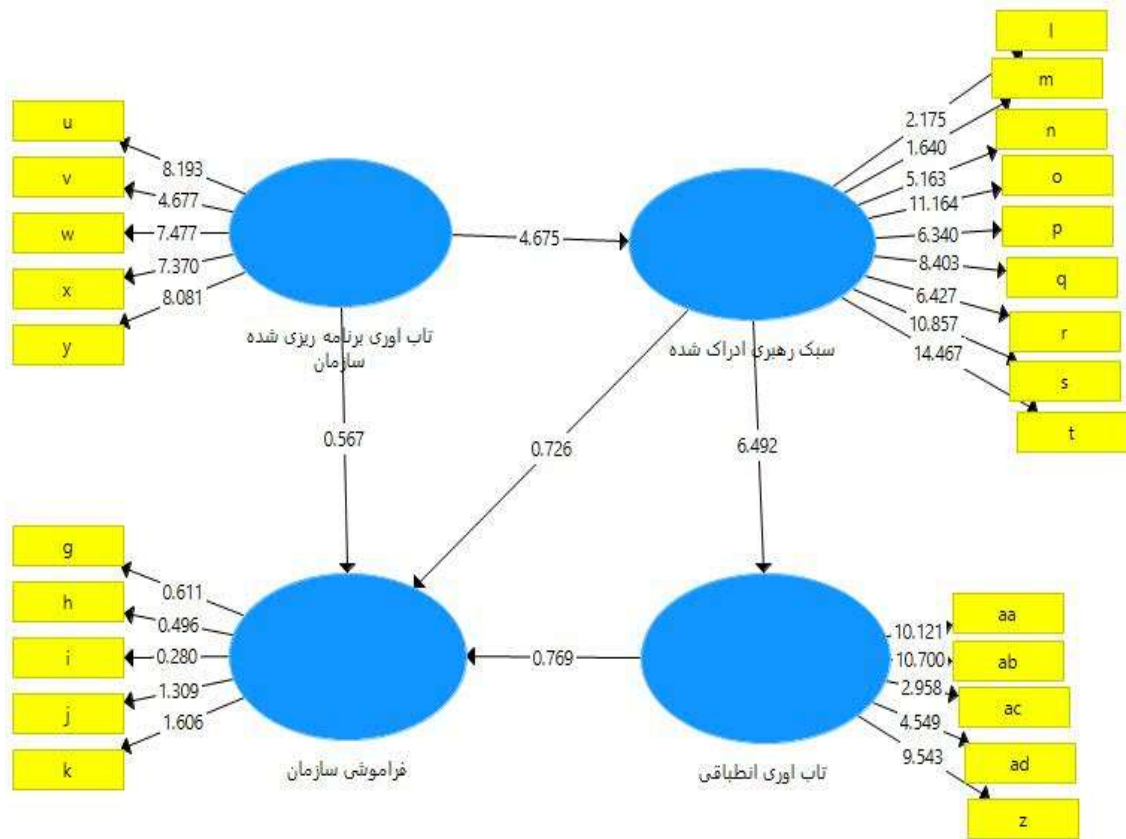 l
m
n
o
p
q
r
s
t
2.175
1.640
5.163
11.164
6.340
8.403
6.427
10.857
14.467
u
v
w
x
y
8.193
4.677
7.477
7.370
8.081
4.675
تاب اوری برنامه ریزی شده
سازمان
سبک رهبری ادراک شده
0.567
0.726
6.492
g
h
i
j
k
0.611
0.496
0.280
1.309
1.606
0.769
10.121
10.700
2.958
4.549
9.543
aa
ab
ac
ad
z
فراموشی سازمان
تاب اوری انطباقی